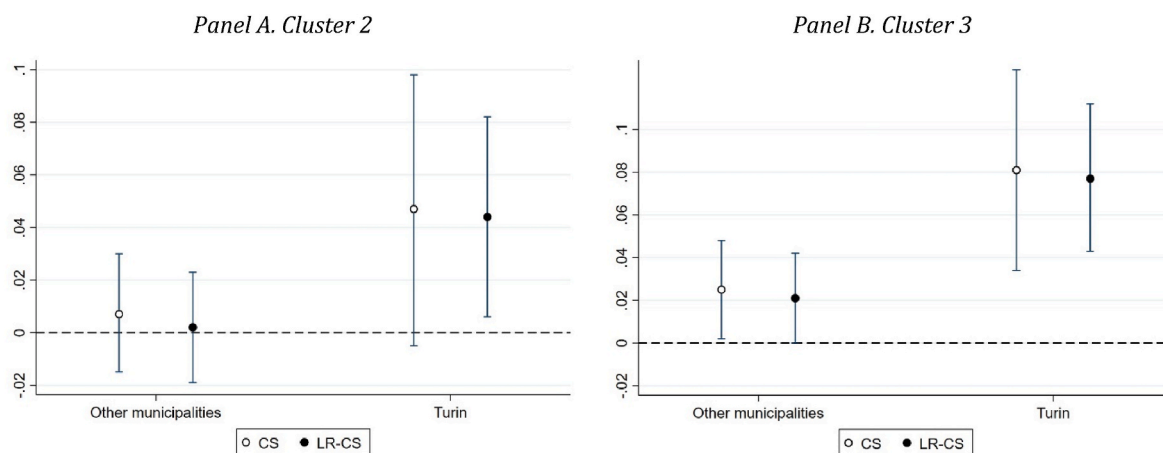 Panel A. Cluster 2
.1
.08
.06
.04
.02
0
-.02
Other municipalities
Turin
CS
LR-CS
Panel B. Cluster 3
.1
.08
.06
.04
.02
0
-.02
Other municipalities
Turin
CS
LR-CS